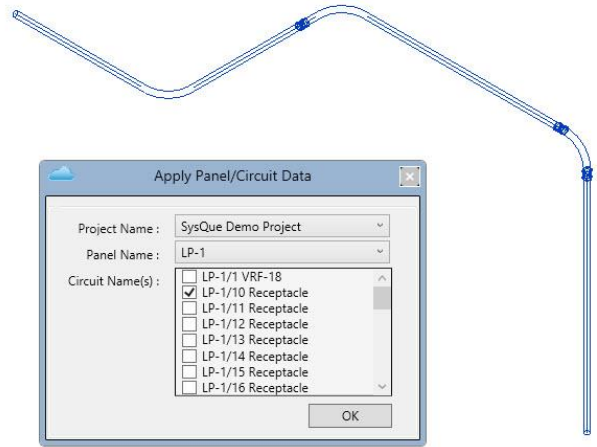 Apply Panel/Circuit Data
Project Name : SysQue Demo Project
Panel Name : LP-1
Circuit Name(s) : LP-1/1 VRF-18
LP-1/10 Receptacle
LP-1/11 Receptacle
LP-1/12 Receptacle
LP-1/13 Receptacle
LP-1/14 Receptacle
LP-1/15 Receptacle
LP-1/16 Receptacle
OK